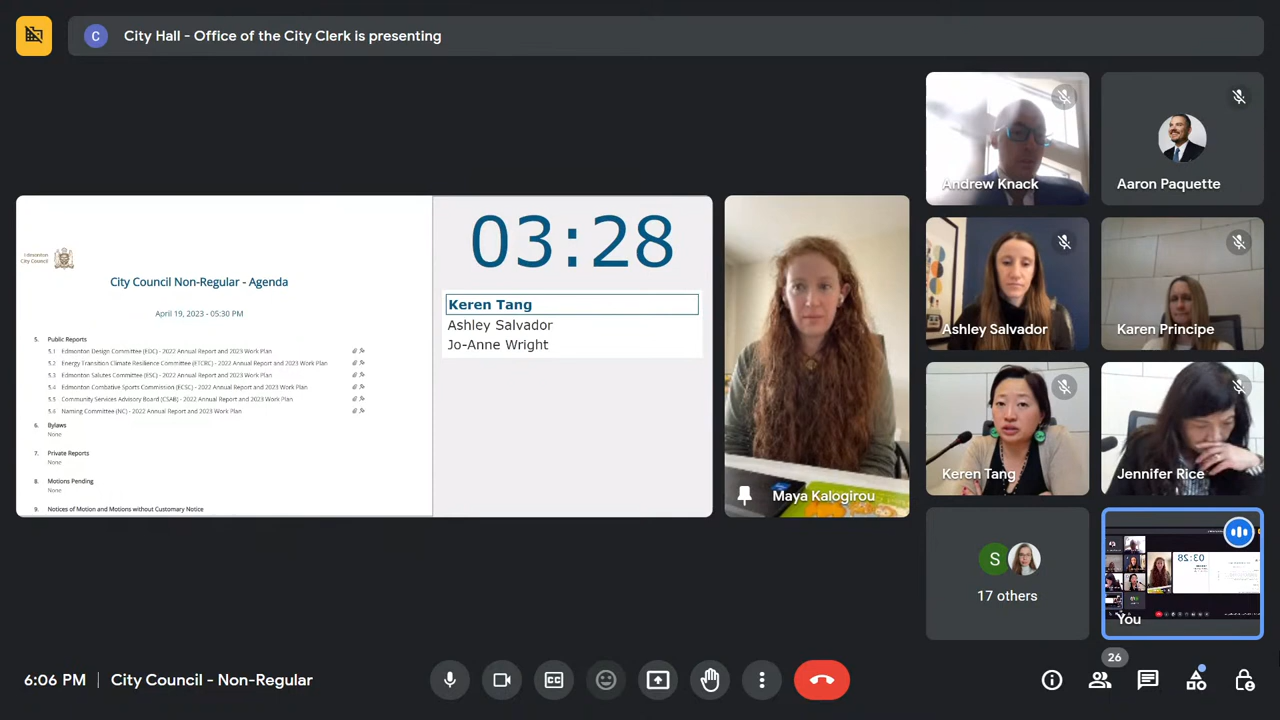 C
City Hall - Office of the City Clerk is presenting
Edmonton
City Council
City Council Non-Regular - Agenda
April 19, 2023 - 05:30 PM
5. Public Reports
5.1 Edmonton Design Committee (EDC) - 2022 Annual Report and 2023 Work Plan
5.2 Energy Transition Climate Resilience Committee (ETCRC) - 2022 Annual Report and 2023 Work Plan
5.3 Edmonton Salutes Committee (ESC) - 2022 Annual Report and 2023 Work Plan
5.4 Edmonton Combative Sports Commission (ECSC) - 2022 Annual Report and 2023 Work Plan
5.5 Community Services Advisory Board (CSAB) - 2022 Annual Report and 2023 Work Plan
5.6 Naming Committee (NC) - 2022 Annual Report and 2023 Work Plan
6. Bylaws
None
7. Private Reports
None
8. Motions Pending
None
9. Notices of Motion and Motions without Customary Notice
03:28
Keren Tang
Ashley Salvador
Jo-Anne Wright
Maya Kalogirou
Andrew Knack
Aaron Paquette
Ashley Salvador
Karen Principe
Keren Tang
Jennifer Rice
S
17 others
03:28
You
6:06 PM | City Council - Non-Regular
CC
26